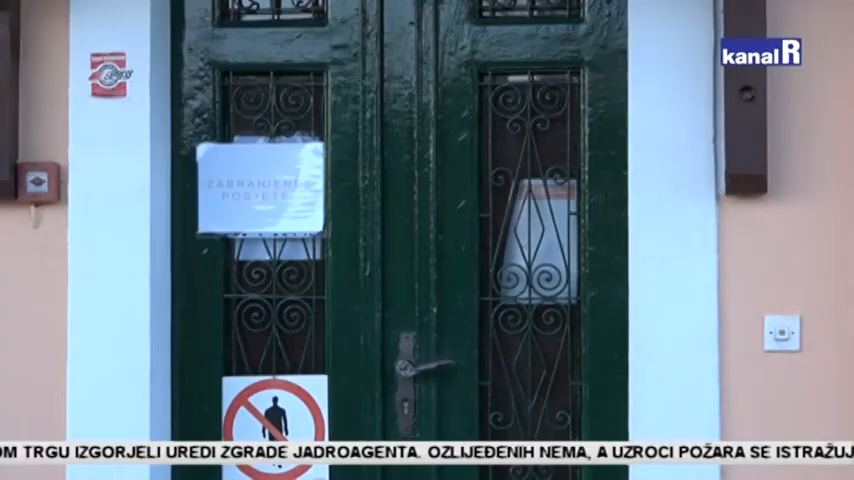 kanal R
ZABRANJENE
POSJETE
OM TRGU IZGORJELI UREDI ZGRADE JADROAGENTA. OZLIJEĐENIH NEMA, A UZROCI POŽARA SE ISTRAŽUJ